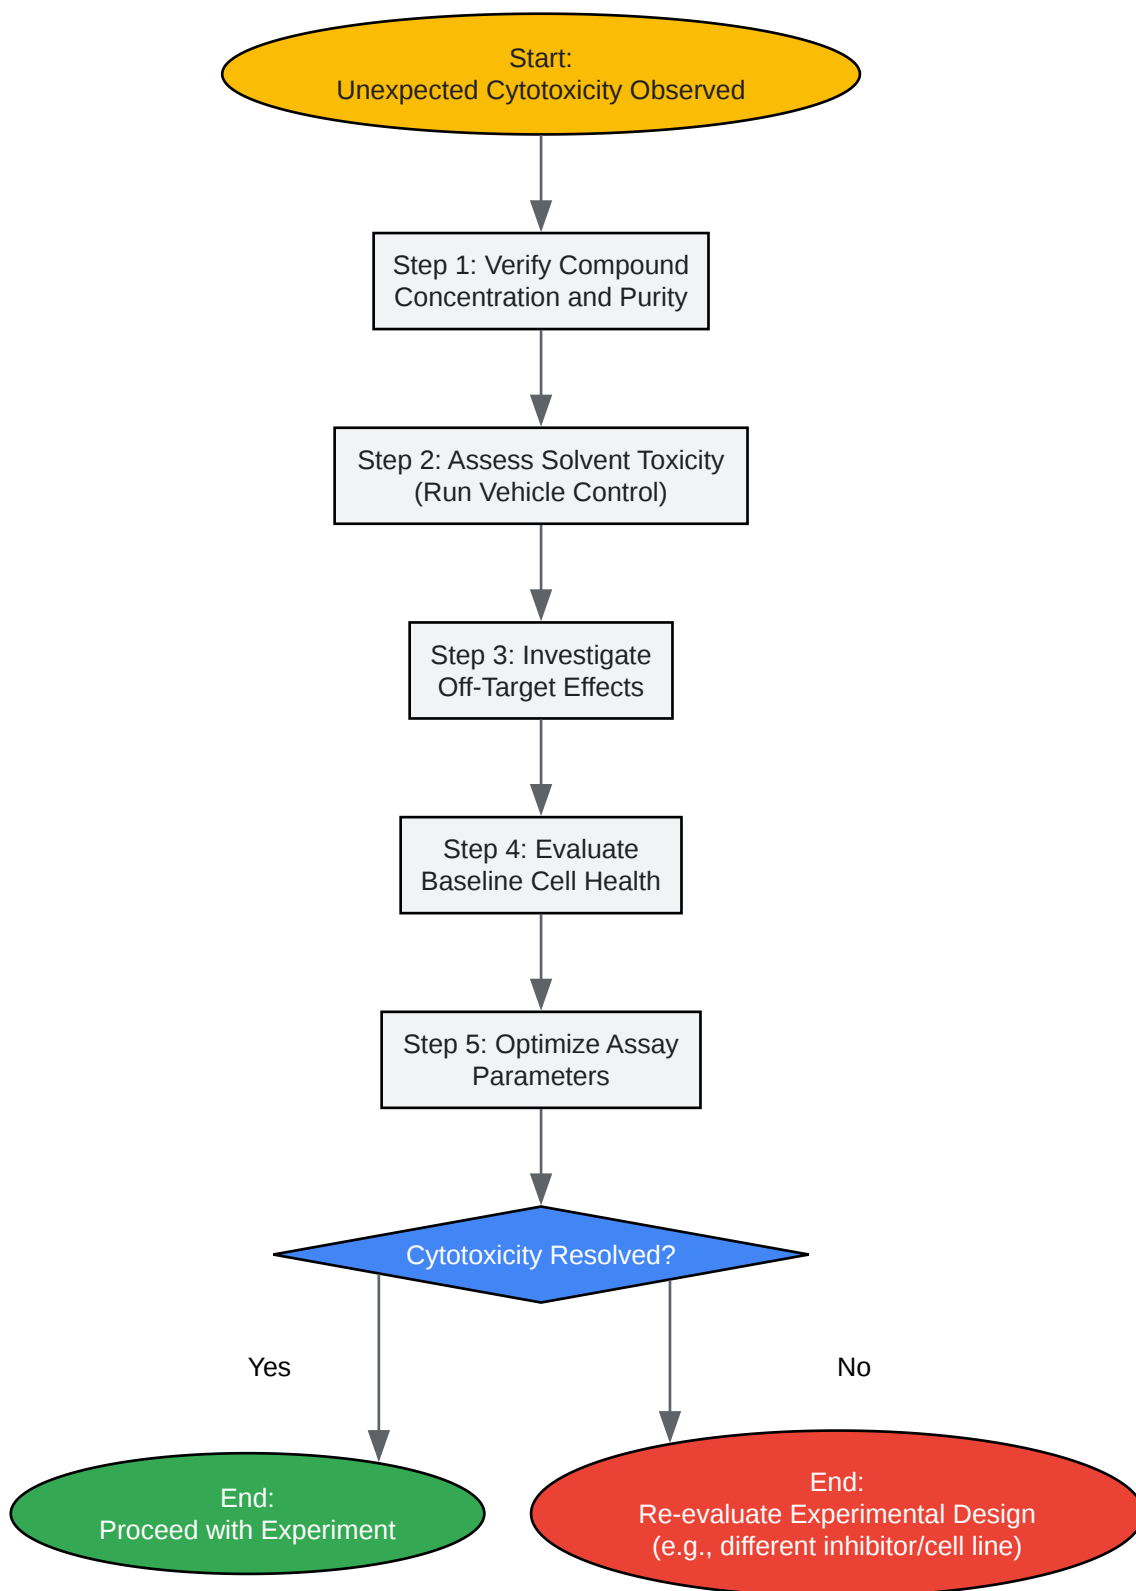 Start:
Unexpected Cytotoxicity Observed
Step 1: Verify Compound
Concentration and Purity
Step 2: Assess Solvent Toxicity
(Run Vehicle Control)
Step 3: Investigate
Off-Target Effects
Step 4: Evaluate
Baseline Cell Health
Step 5: Optimize Assay
Parameters
Cytotoxicity Resolved?
Yes
No
End:
Proceed with Experiment
End:
Re-evaluate Experimental Design
(e.g., different inhibitor/cell line)